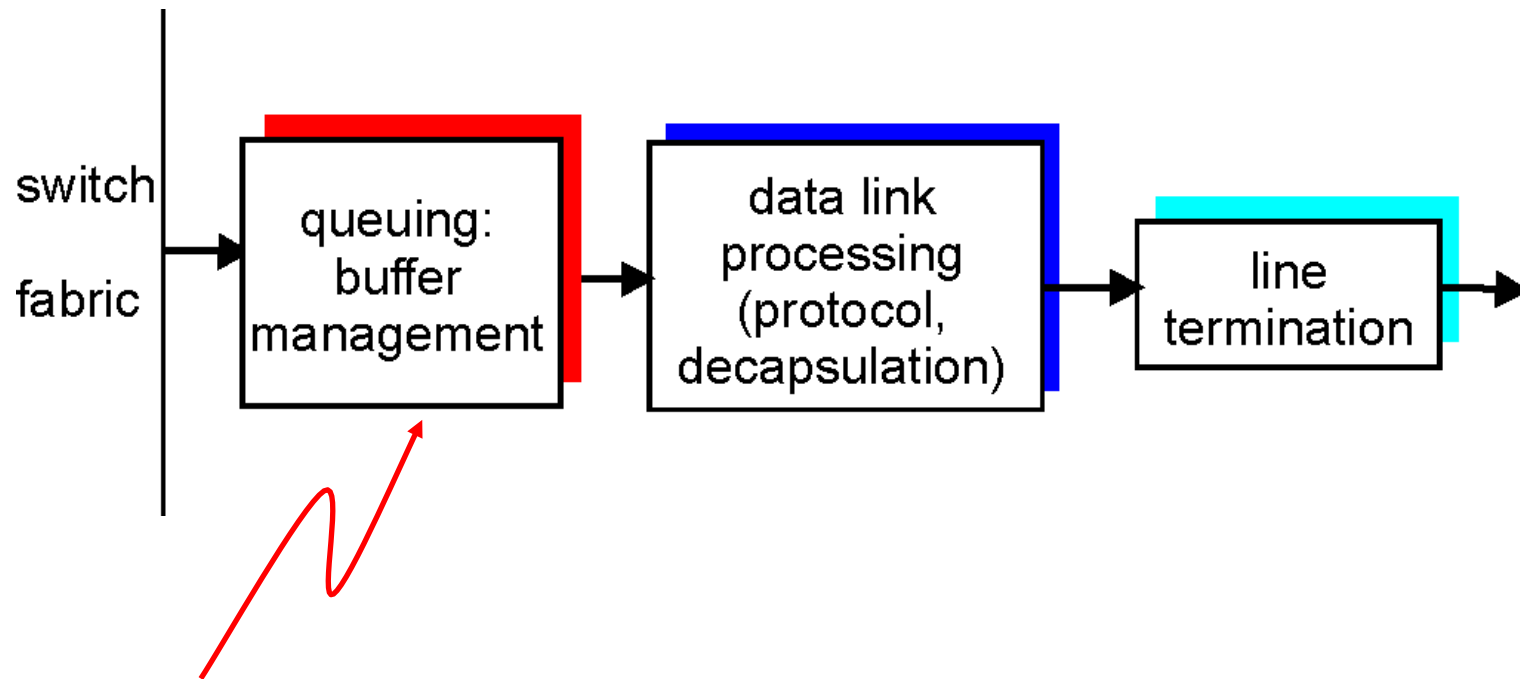 switch
fabric
queuing:
buffer
management
data link
processing
(protocol,
decapsulation)
line
termination